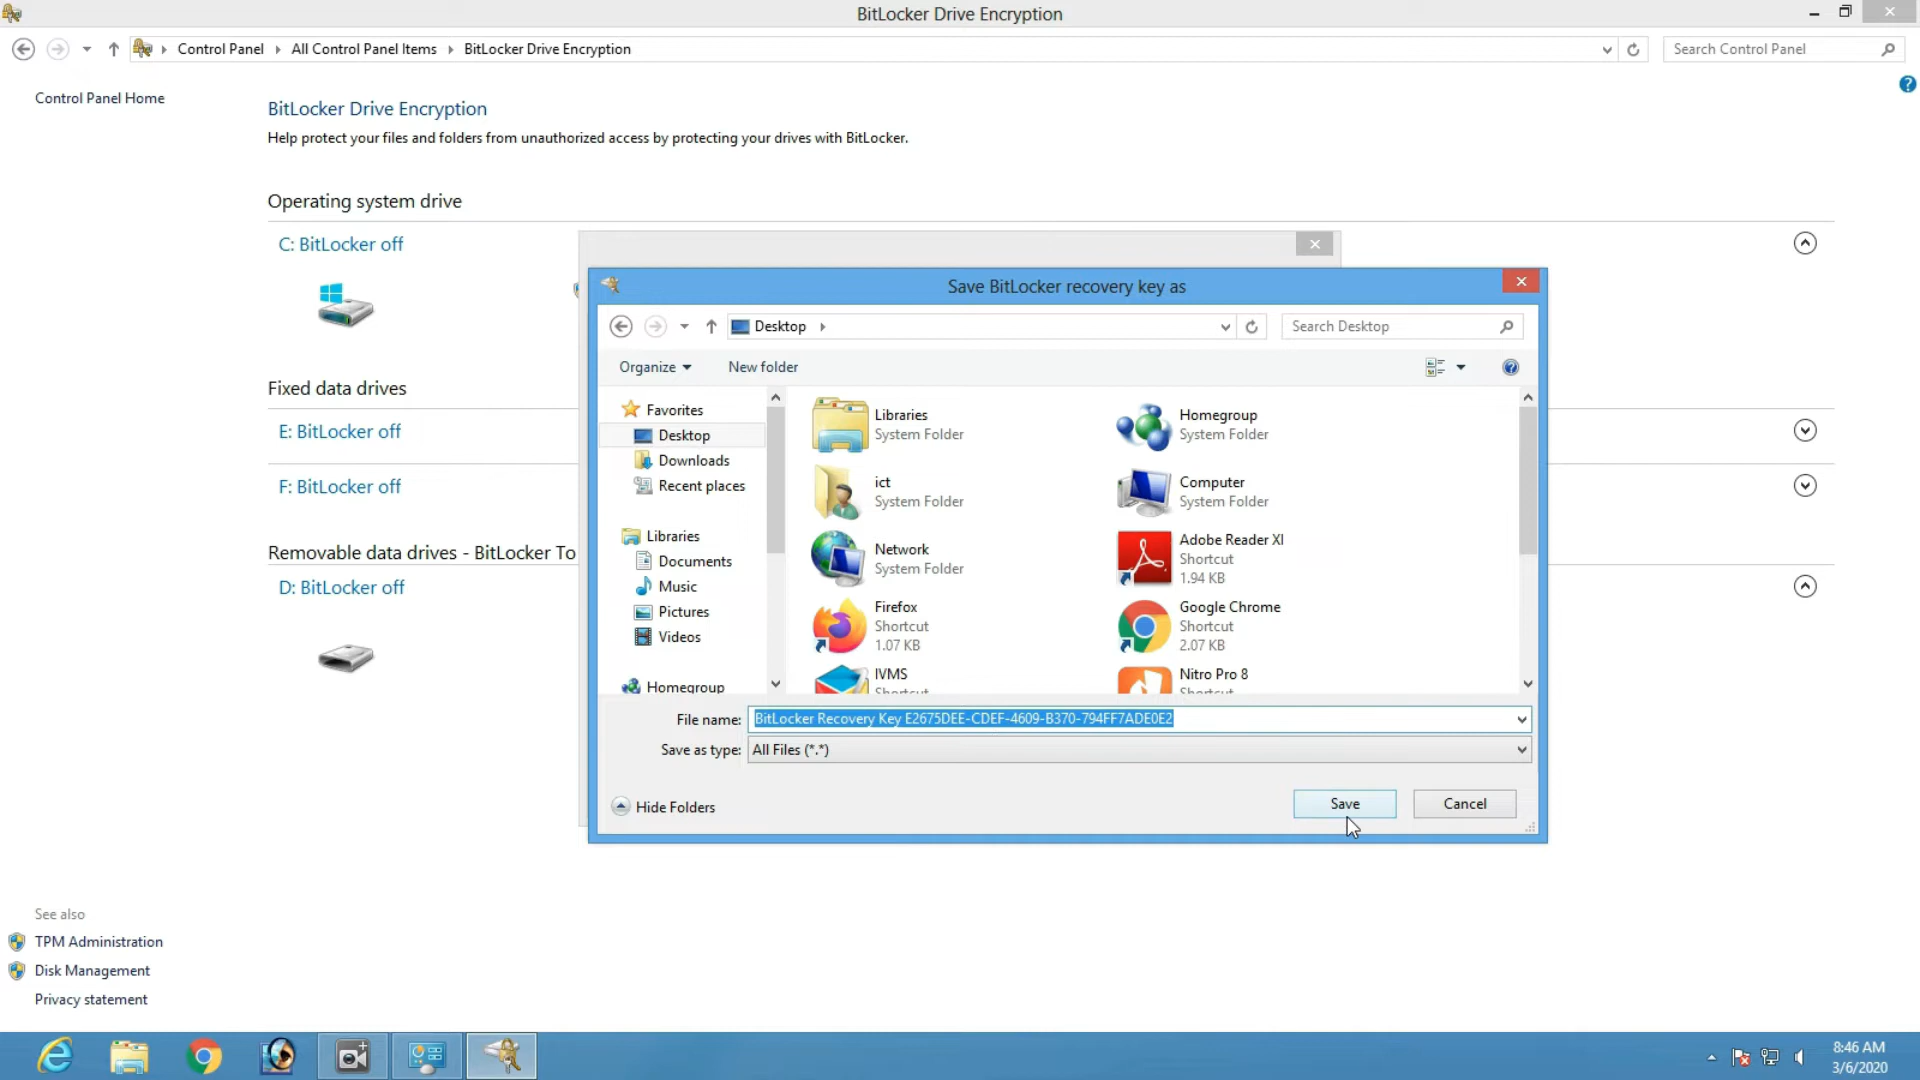 BitLocker Drive Encryption
Control Panel
All Control Panel Items
BitLocker Drive Encryption
Search Control Panel
Control Panel Home
BitLocker Drive Encryption
Help protect your files and folders from unauthorized access by protecting your drives with BitLocker.
Operating system drive
C: BitLocker off
Fixed data drives
E: BitLocker off
F: BitLocker off
Removable data drives - BitLocker To
D: BitLocker off
Save BitLocker recovery key as
Desktop
Search Desktop
Organize
New folder
Favorites
Desktop
Downloads
Recent places
Libraries
Documents
Music
Pictures
Videos
Homegroup
Libraries
System Folder
Homegroup
System Folder
ict
System Folder
Computer
System Folder
Network
System Folder
Adobe Reader XI
Shortcut
1.94 KB
Firefox
Shortcut
1.07 KB
Google Chrome
Shortcut
2.07 KB
IVMS
Shortcut
Nitro Pro 8
Shortcut
File name: BitLocker Recovery Key E2675DEE-CDEF-4609-B370-794FF7ADE0E2
Save as type: All Files (*.*)
Hide Folders
Save
Cancel
See also
TPM Administration
Disk Management
Privacy statement
8:46 AM
3/6/2020